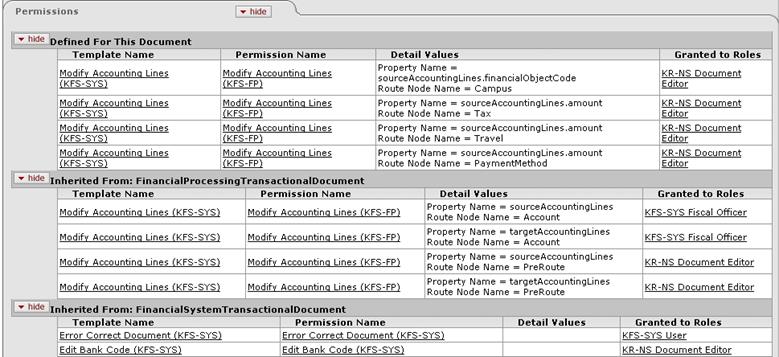 Permissions
hide
hide Defined For This Document
Template Name Permission Name Detail Values Granted to Roles
Modify Accounting Lines (KFS-SYS) Modify Accounting Lines (KFS-FP) Property Name = sourceAccountingLines.financialObjectCode Route Node Name = Campus KR-NS Document Editor
Modify Accounting Lines (KFS-SYS) Modify Accounting Lines (KFS-FP) Property Name = sourceAccountingLines.amount Route Node Name = Tax KR-NS Document Editor
Modify Accounting Lines (KFS-SYS) Modify Accounting Lines (KFS-FP) Property Name = sourceAccountingLines.amount Route Node Name = Travel KR-NS Document Editor
Modify Accounting Lines (KFS-SYS) Modify Accounting Lines (KFS-FP) Property Name = sourceAccountingLines.amount Route Node Name = PaymentMethod KR-NS Document Editor
hide Inherited From: FinancialProcessingTransactionalDocument
Template Name Permission Name Detail Values Granted to Roles
Modify Accounting Lines (KFS-SYS) Modify Accounting Lines (KFS-FP) Property Name = sourceAccountingLines Route Node Name = Account KFS-SYS Fiscal Officer
Modify Accounting Lines (KFS-SYS) Modify Accounting Lines (KFS-FP) Property Name = targetAccountingLines Route Node Name = Account KFS-SYS Fiscal Officer
Modify Accounting Lines (KFS-SYS) Modify Accounting Lines (KFS-FP) Property Name = sourceAccountingLines Route Node Name = PreRoute KR-NS Document Editor
Modify Accounting Lines (KFS-SYS) Modify Accounting Lines (KFS-FP) Property Name = targetAccountingLines Route Node Name = PreRoute KR-NS Document Editor
hide Inherited From: FinancialSystemTransactionalDocument
Template Name Permission Name Detail Values Granted to Roles
Error Correct Document (KFS-SYS) Error Correct Document (KFS-SYS) KFS-SYS User
Edit Bank Code (KFS-SYS) Edit Bank Code (KFS-SYS) KR-NS Document Editor